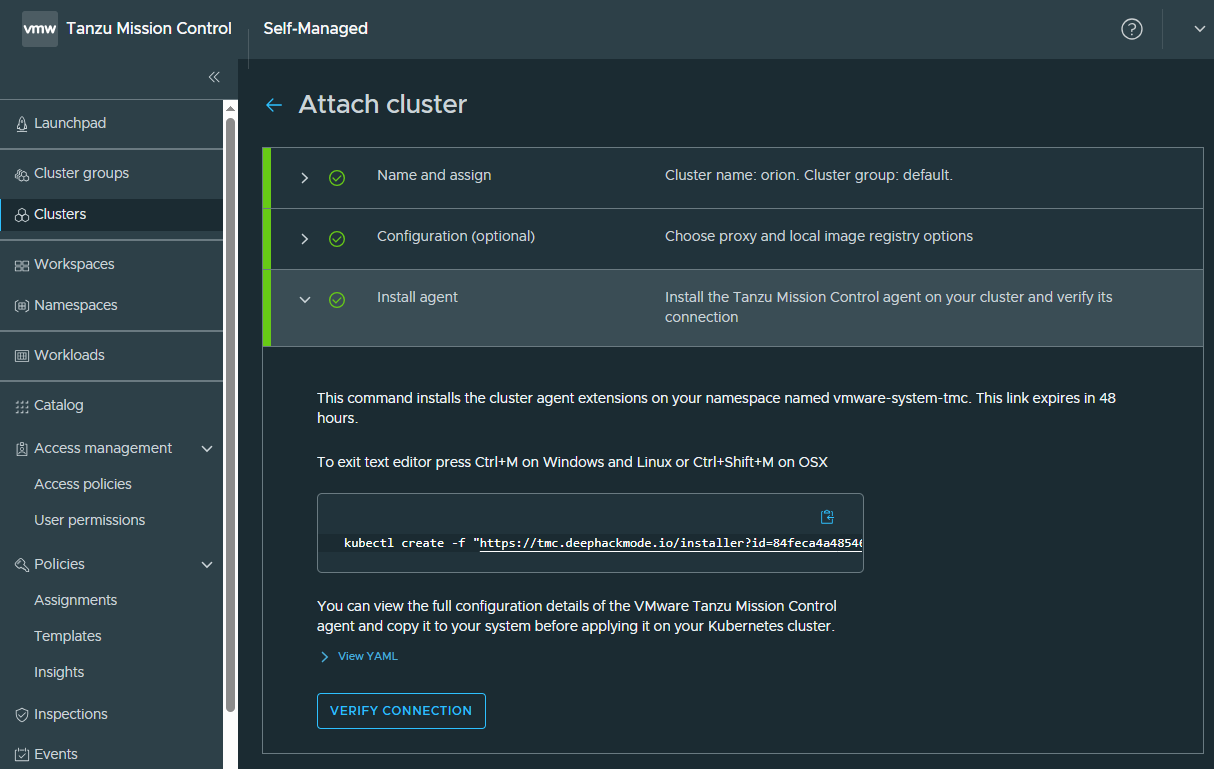 vmw Tanzu Mission Control
Self-Managed
Launchpad
Cluster groups
Clusters
Workspaces
Namespaces
Workloads
Catalog
Access management
Access policies
User permissions
Policies
Assignments
Templates
Insights
Inspections
Events
Attach cluster
Name and assign
Cluster name: orion. Cluster group: default.
Configuration (optional)
Choose proxy and local image registry options
Install agent
Install the Tanzu Mission Control agent on your cluster and verify its
connection
This command installs the cluster agent extensions on your namespace named vmware-system-tmc. This link expires in 48
hours.
To exit text editor press Ctrl+M on Windows and Linux or Ctrl+Shift+M on OSX
kubectl create -f "https://tmc.deephackmode.io/installer?id=84feca4a4854
You can view the full configuration details of the VMware Tanzu Mission Control
agent and copy it to your system before applying it on your Kubernetes cluster.
View YAML
VERIFY CONNECTION